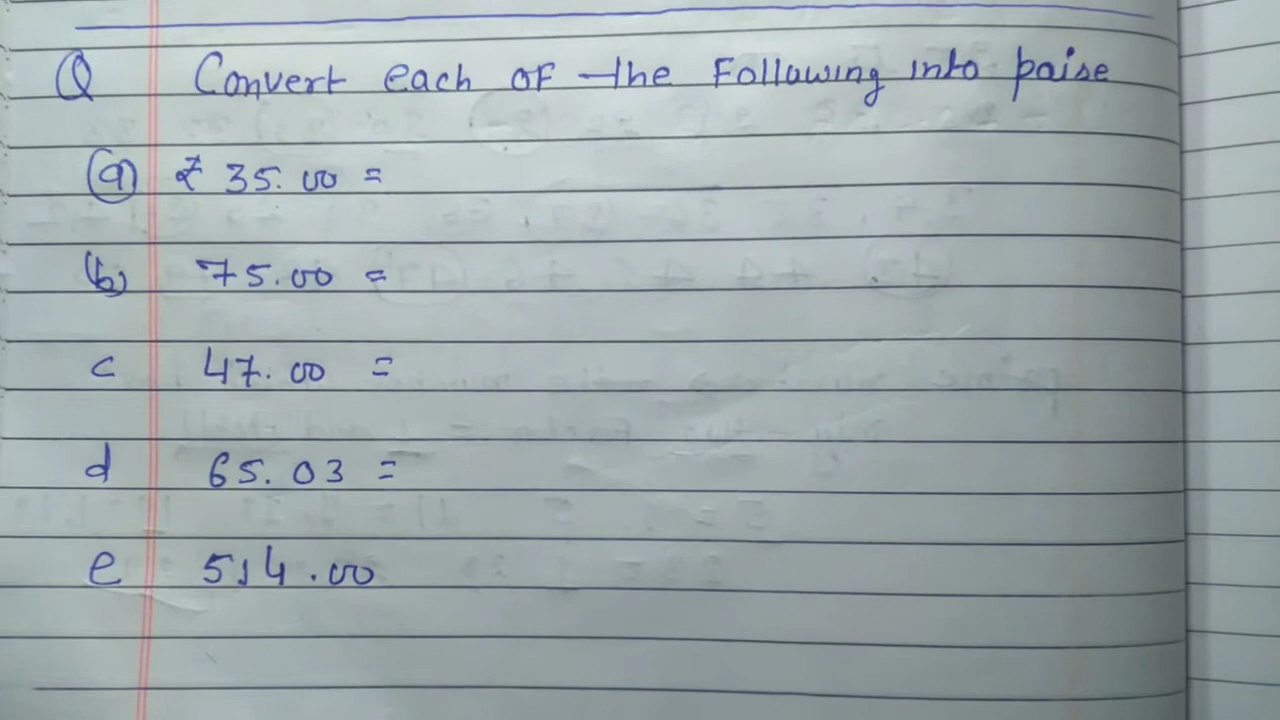 Q Convert each of the Following into paise
(a) ₹ 35.00 =
(b) 75.00 =
c 47.00 =
d 65.03 =
e 514.00